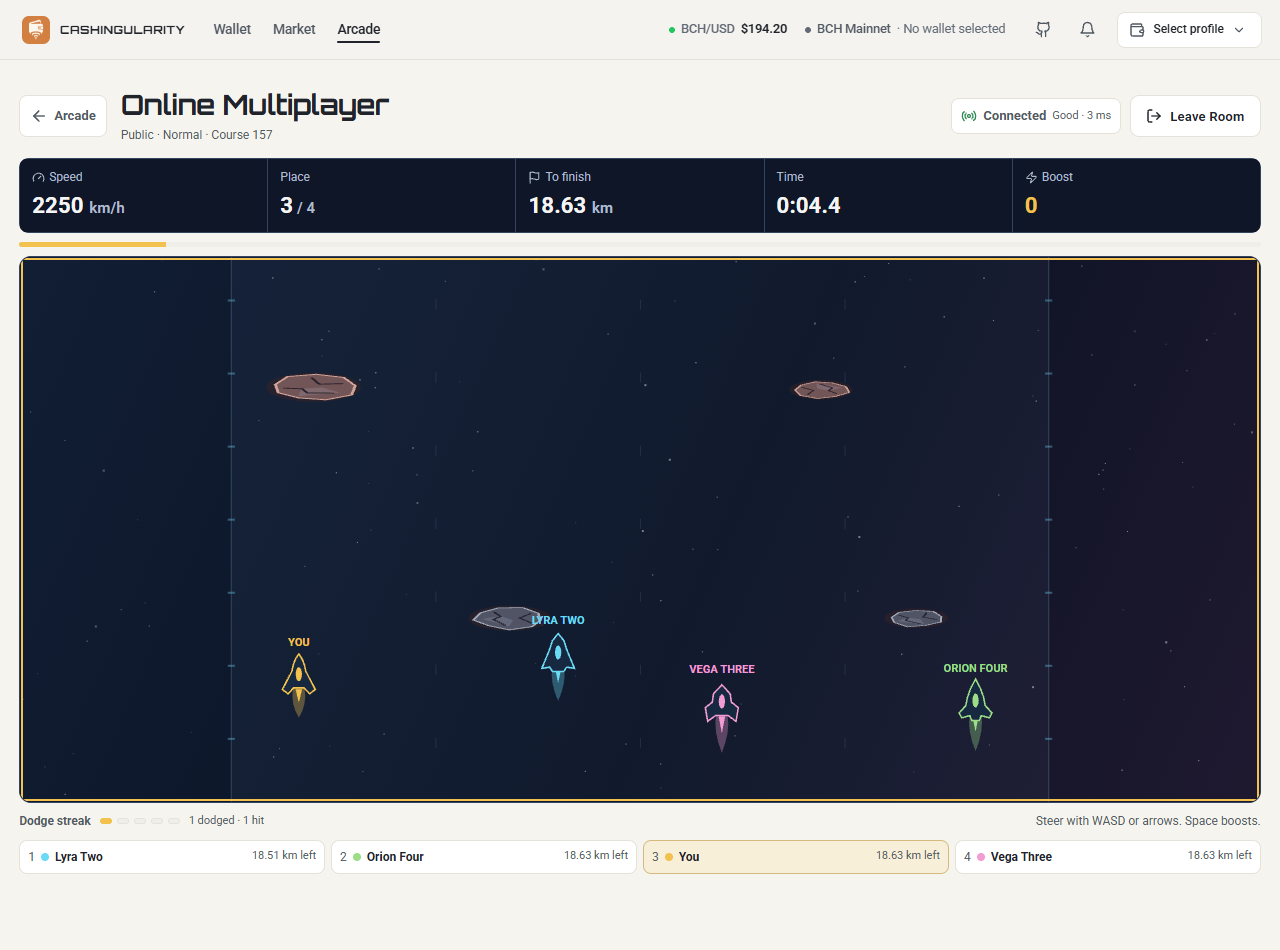 CASHINGULARITY
Wallet
Market
Arcade
BCH/USD $194.20
BCH Mainnet · No wallet selected
Select profile
Arcade
Online Multiplayer
Public · Normal · Course 157
Connected Good · 3 ms
Leave Room
Speed
2250 km/h
Place
3 / 4
To finish
18.63 km
Time
0:04.4
Boost
0
LYRA TWO
YOU
VEGA THREE
ORION FOUR
Dodge streak 1 dodged · 1 hit
Steer with WASD or arrows. Space boosts.
1 Lyra Two 18.51 km left
2 Orion Four 18.63 km left
3 You 18.63 km left
4 Vega Three 18.63 km left